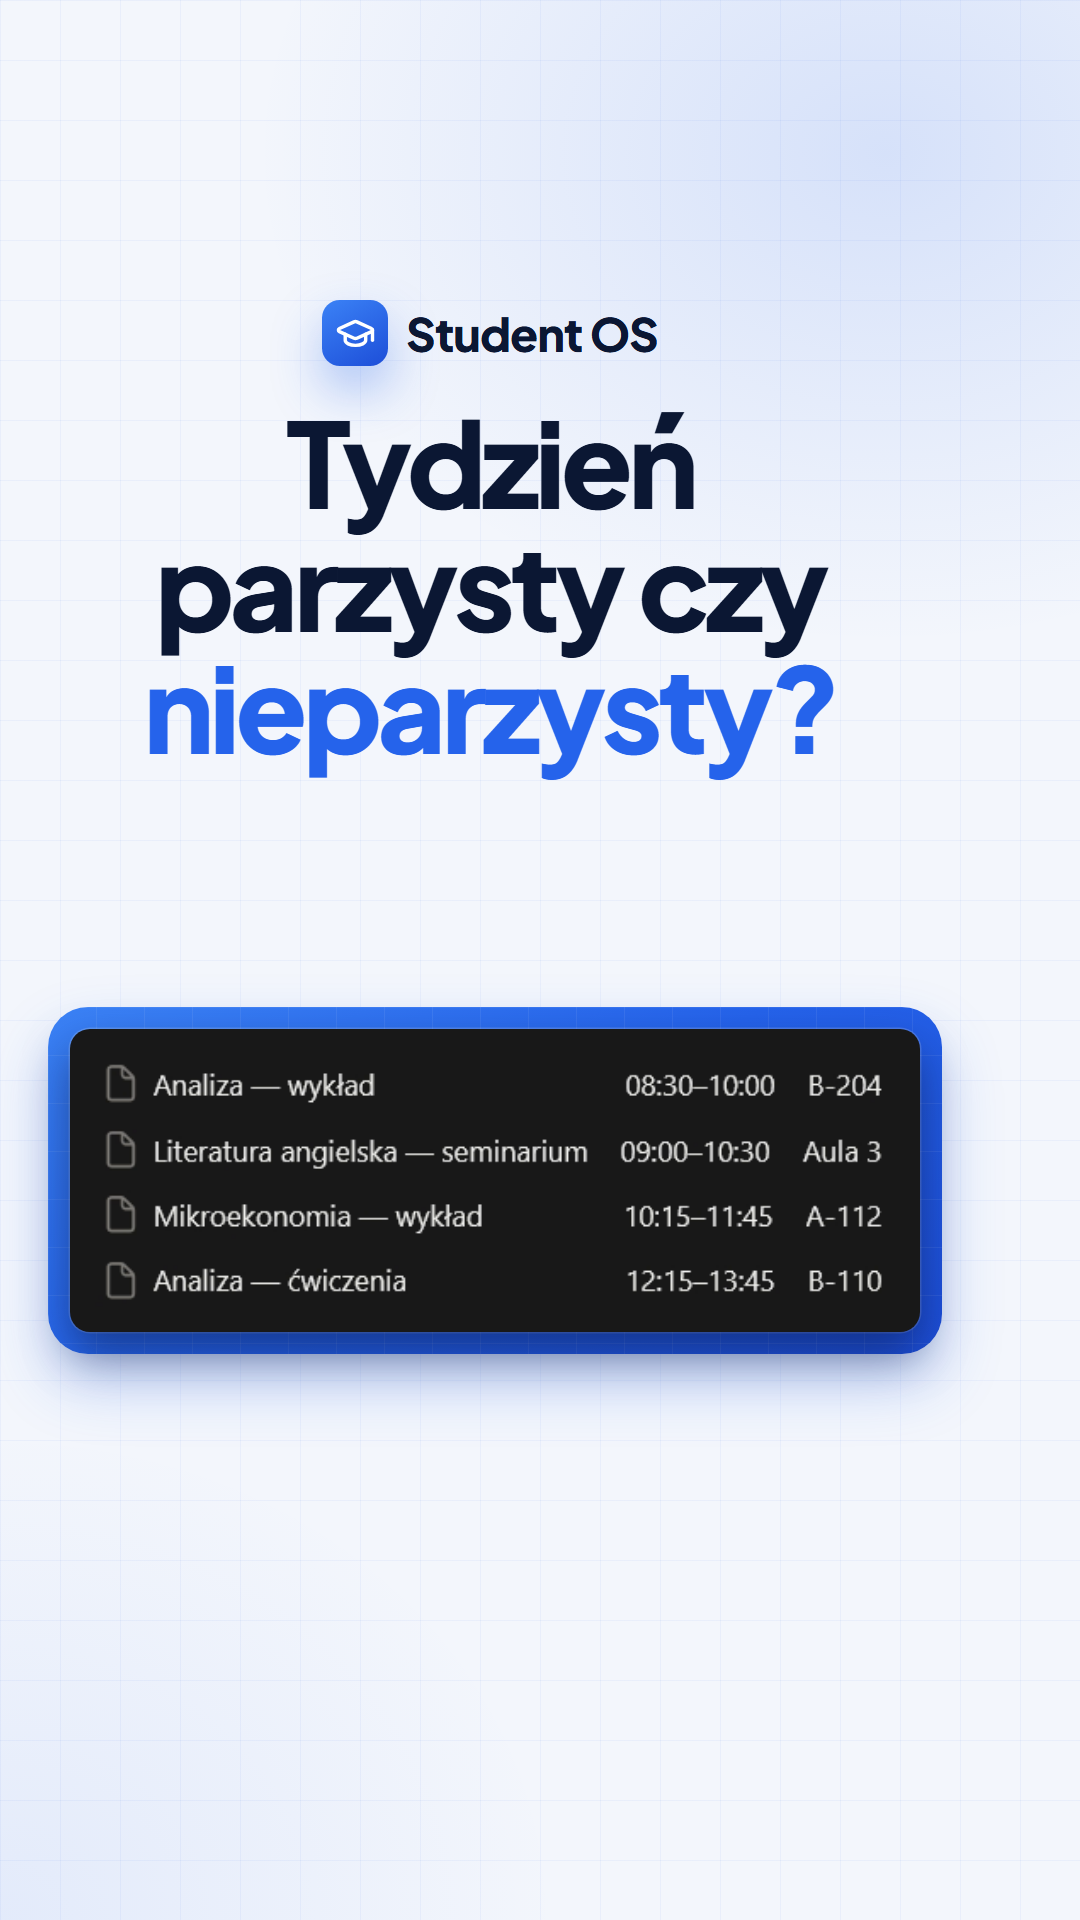 Student OS
Tydzień
parzysty czy
nieparzysty?
Analiza — wykład 08:30–10:00 B-204
Literatura angielska — seminarium 09:00–10:30 Aula 3
Mikroekonomia — wykład 10:15–11:45 A-112
Analiza — ćwiczenia 12:15–13:45 B-110